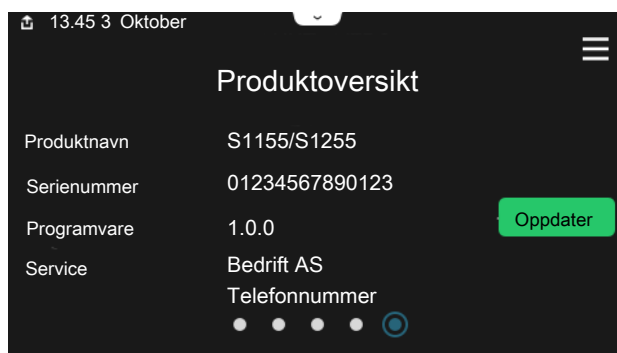 13.45 3 Oktober
Produktoversikt
Produktnavn S1155/S1255
Serienummer 01234567890123
Programvare 1.0.0 Oppdater
Service Bedrift AS
Telefonnummer